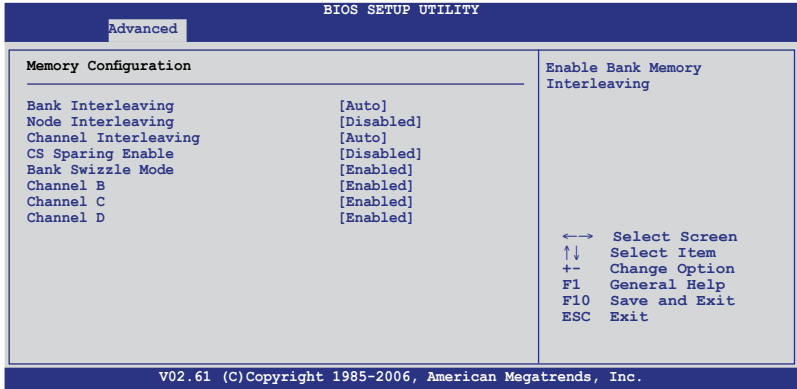 BIOS SETUP UTILITY
Advanced
Memory Configuration
Bank Interleaving [Auto]
Node Interleaving [Disabled]
Channel Interleaving [Auto]
CS Sparing Enable [Disabled]
Bank Swizzle Mode [Enabled]
Channel B [Enabled]
Channel C [Enabled]
Channel D [Enabled]
Enable Bank Memory
Interleaving
←→ Select Screen
↑↓ Select Item
+- Change Option
F1 General Help
F10 Save and Exit
ESC Exit
V02.61 (C)Copyright 1985-2006, American Megatrends, Inc.